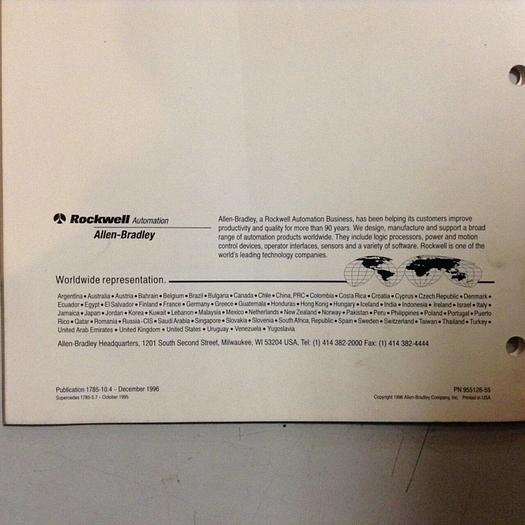 Rockwell Automation
Allen-Bradley
Allen-Bradley, a Rockwell Automation Business, has been helping its customers improve
productivity and quality for more than 90 years. We design, manufacture and support a broad
range of automation products worldwide. They include logic processors, power and motion
control devices, operator interfaces, sensors and a variety of software. Rockwell is one of the
world's leading technology companies.
Worldwide representation.
Argentina • Australia • Austria • Bahrain • Belgium • Brazil • Bulgaria • Canada • Chile • China, PRC • Colombia • Costa Rica • Croatia • Cyprus • Czech Republic • Denmark •
Ecuador • Egypt • El Salvador • Finland • France • Germany • Greece • Guatemala • Honduras • Hong Kong • Hungary • Iceland • India • Indonesia • Ireland • Israel • Italy •
Jamaica • Japan • Jordan • Korea • Kuwait • Lebanon • Malaysia • Mexico • Netherlands • New Zealand • Norway • Pakistan • Peru • Philippines • Poland • Portugal • Puerto
Rico • Qatar • Romania • Russia–CIS • Saudi Arabia • Singapore • Slovakia • Slovenia • South Africa, Republic • Spain • Sweden • Switzerland • Taiwan • Thailand • Turkey •
United Arab Emirates • United Kingdom • United States • Uruguay • Venezuela • Yugoslavia
Allen-Bradley Headquarters, 1201 South Second Street, Milwaukee, WI 53204 USA, Tel: (1) 414 382-2000 Fax: (1) 414 382-4444
Publication 1785-10.4 – December 1996
Supercedes 1785-5.7 – October 1995
PN 955126-55
Copyright 1996 Allen-Bradley Company, Inc. Printed in USA